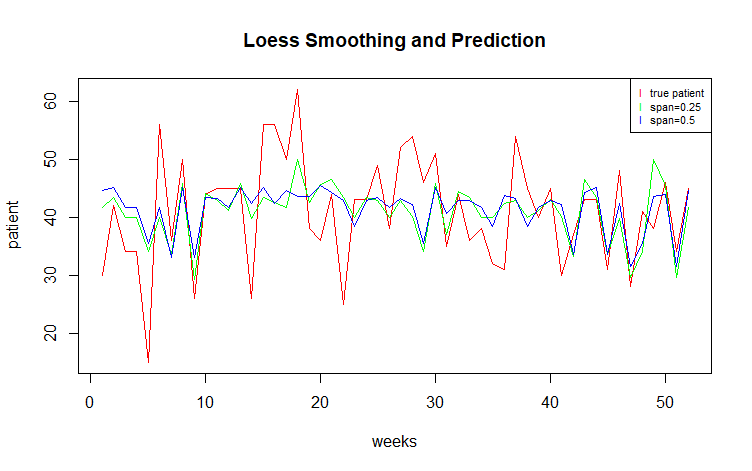 Loess Smoothing and Prediction
true patient
span=0.25
span=0.5
60
50
40
30
20
patient
0 10 20 30 40 50
weeks